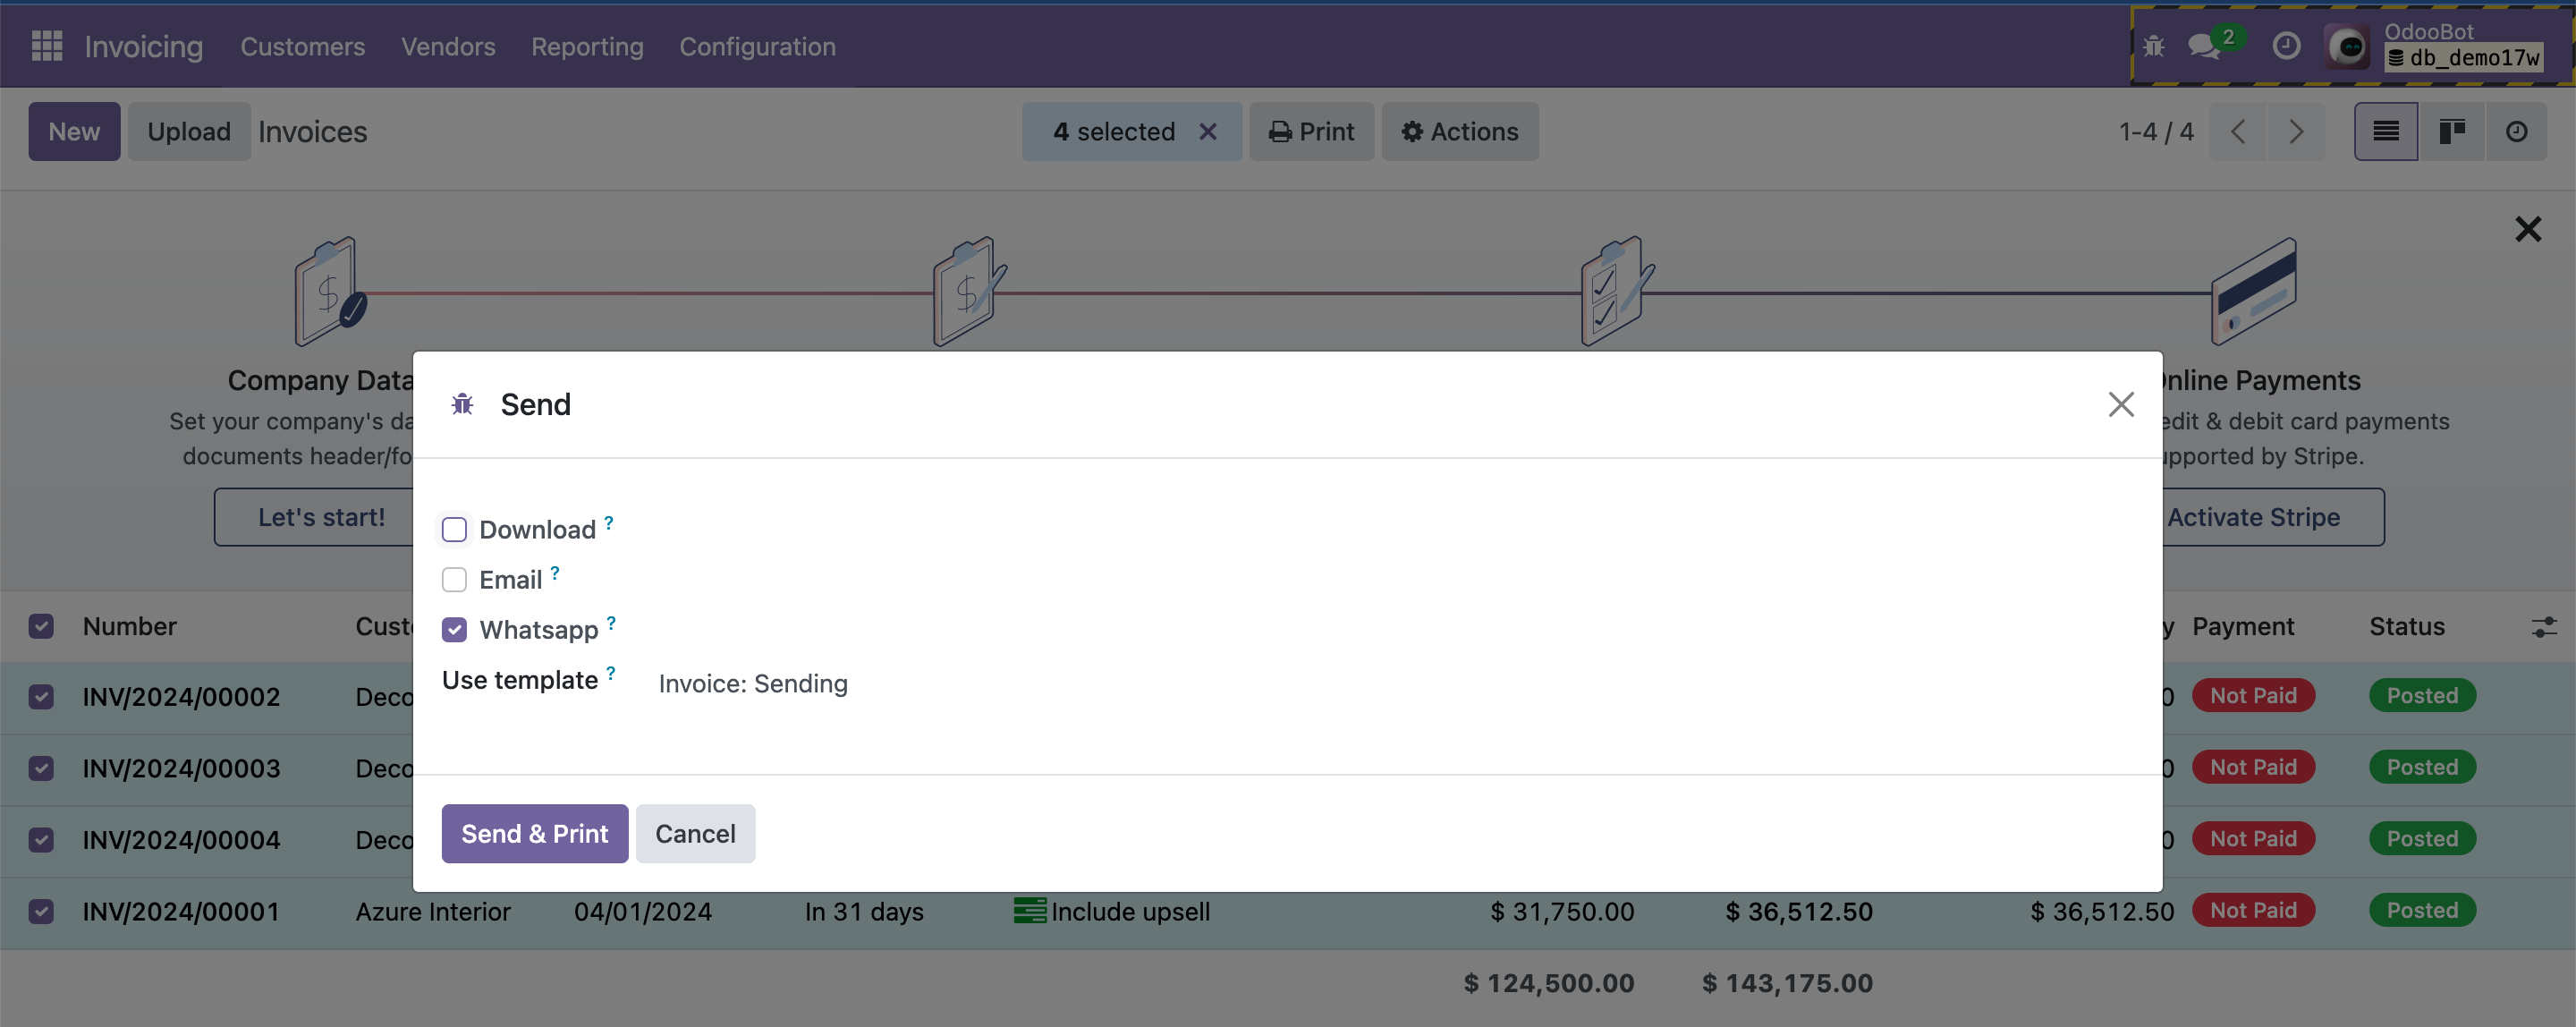 Invoicing Customers Vendors Reporting Configuration 2 OdooBot
db_demo17w
New Upload Invoices 4 selected Print Actions 1-4 / 4
Company Data nline Payments
Set your company's da edit & debit card payments
documents header/fo upported by Stripe.
Let's start! Activate Stripe
Send
Download ?
Email ?
Whatsapp ?
Use template ? Invoice: Sending
Send & Print Cancel
Number Custo y Payment Status
INV/2024/00002 Deco 0 Not Paid Posted
INV/2024/00003 Deco 0 Not Paid Posted
INV/2024/00004 Deco 0 Not Paid Posted
INV/2024/00001 Azure Interior 04/01/2024 In 31 days Include upsell $ 31,750.00 $ 36,512.50 $ 36,512.50 Not Paid Posted
$ 124,500.00 $ 143,175.00